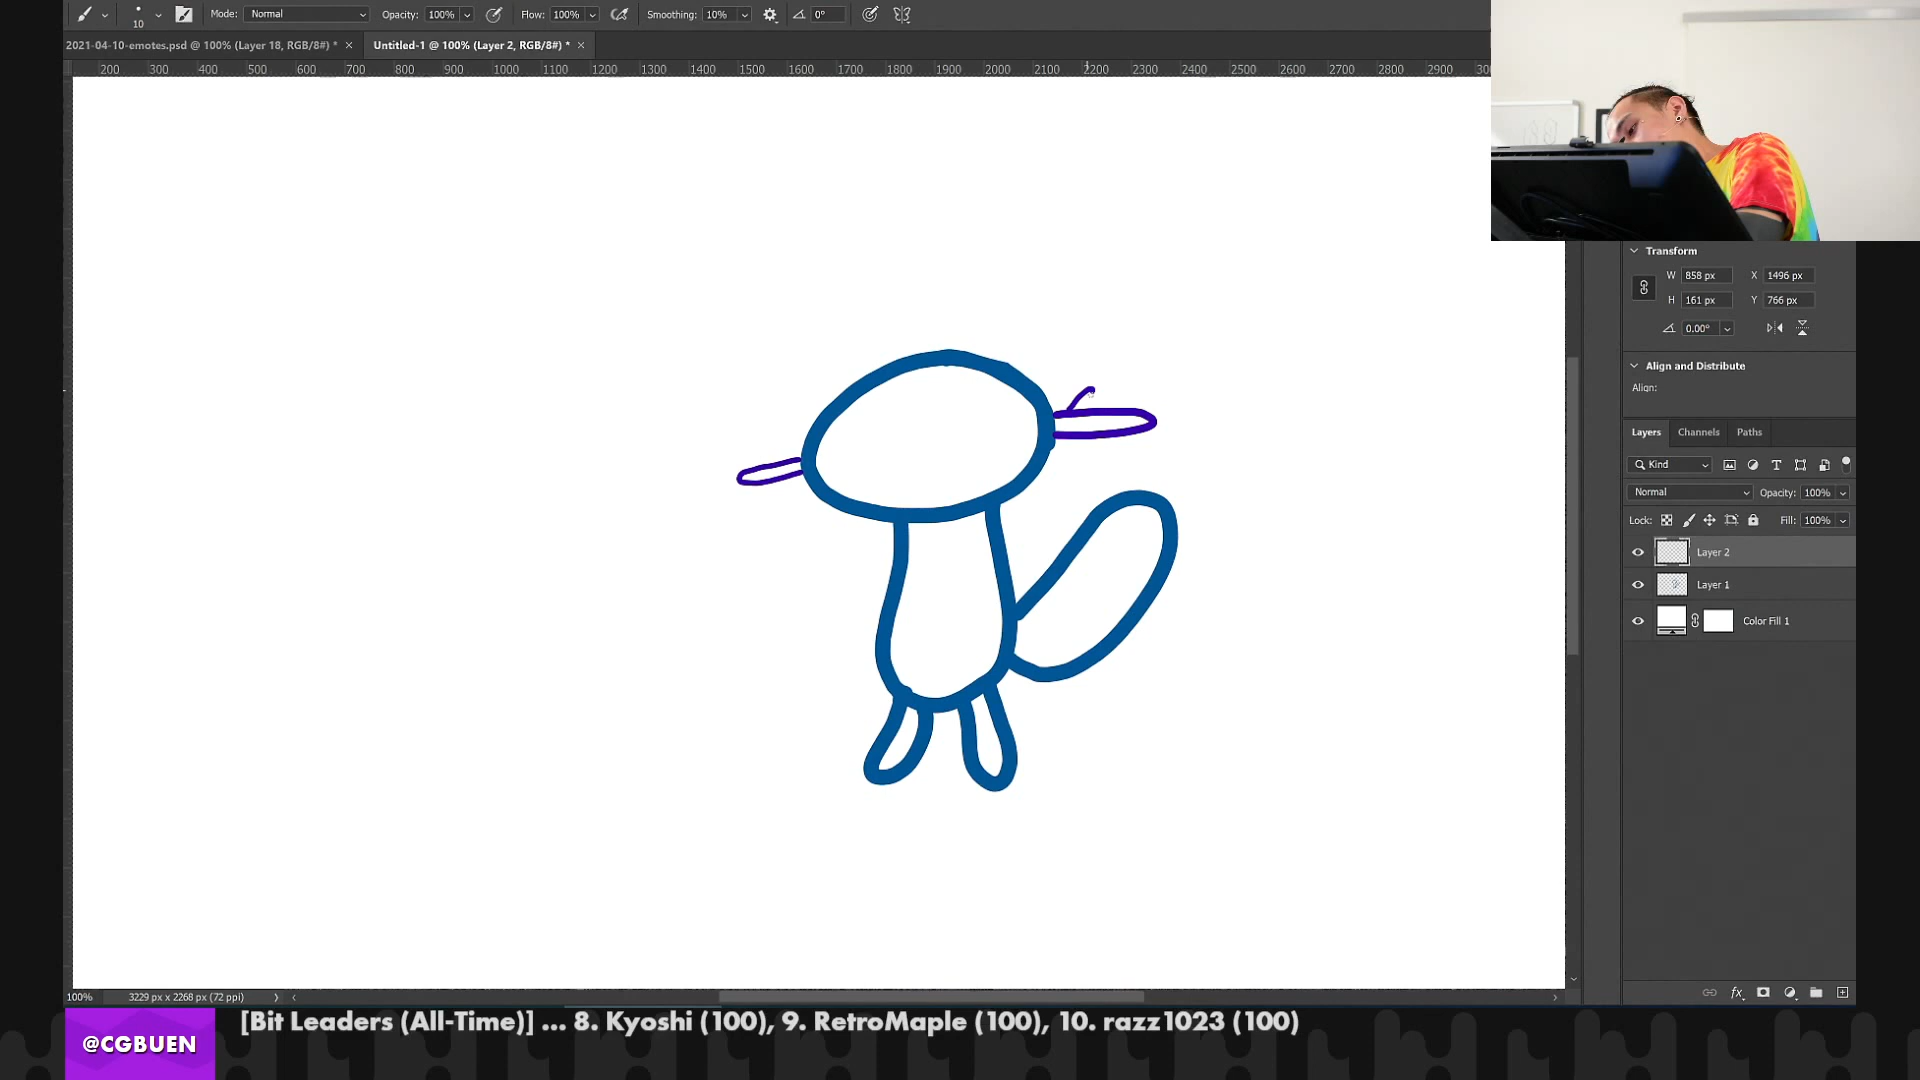 10 Mode: Normal Opacity: 100% Flow: 100% Smoothing: 10% 0°
2021-04-10-emotes.psd @ 100% (Layer 18, RGB/8#) * × Untitled-1 @ 100% (Layer 2, RGB/8#) * ×
200 300 400 500 600 700 800 900 1000 1100 1200 1300 1400 1500 1600 1700 1800 1900 2000 2100 2200 2300 2400 2500 2600 2700 2800 2900
Transform
W 858 px X 1496 px
H 161 px Y 766 px
0.00°
Align and Distribute
Align:
Layers Channels Paths
Kind
Normal Opacity: 100%
Lock: Fill: 100%
Layer 2
Layer 1
Color Fill 1
100% 3229 px x 2268 px (72 ppi)
fx
@CGBUEN
[Bit Leaders (All-Time)] ... 8. Kyoshi (100), 9. RetroMaple (100), 10. razz1023 (100)